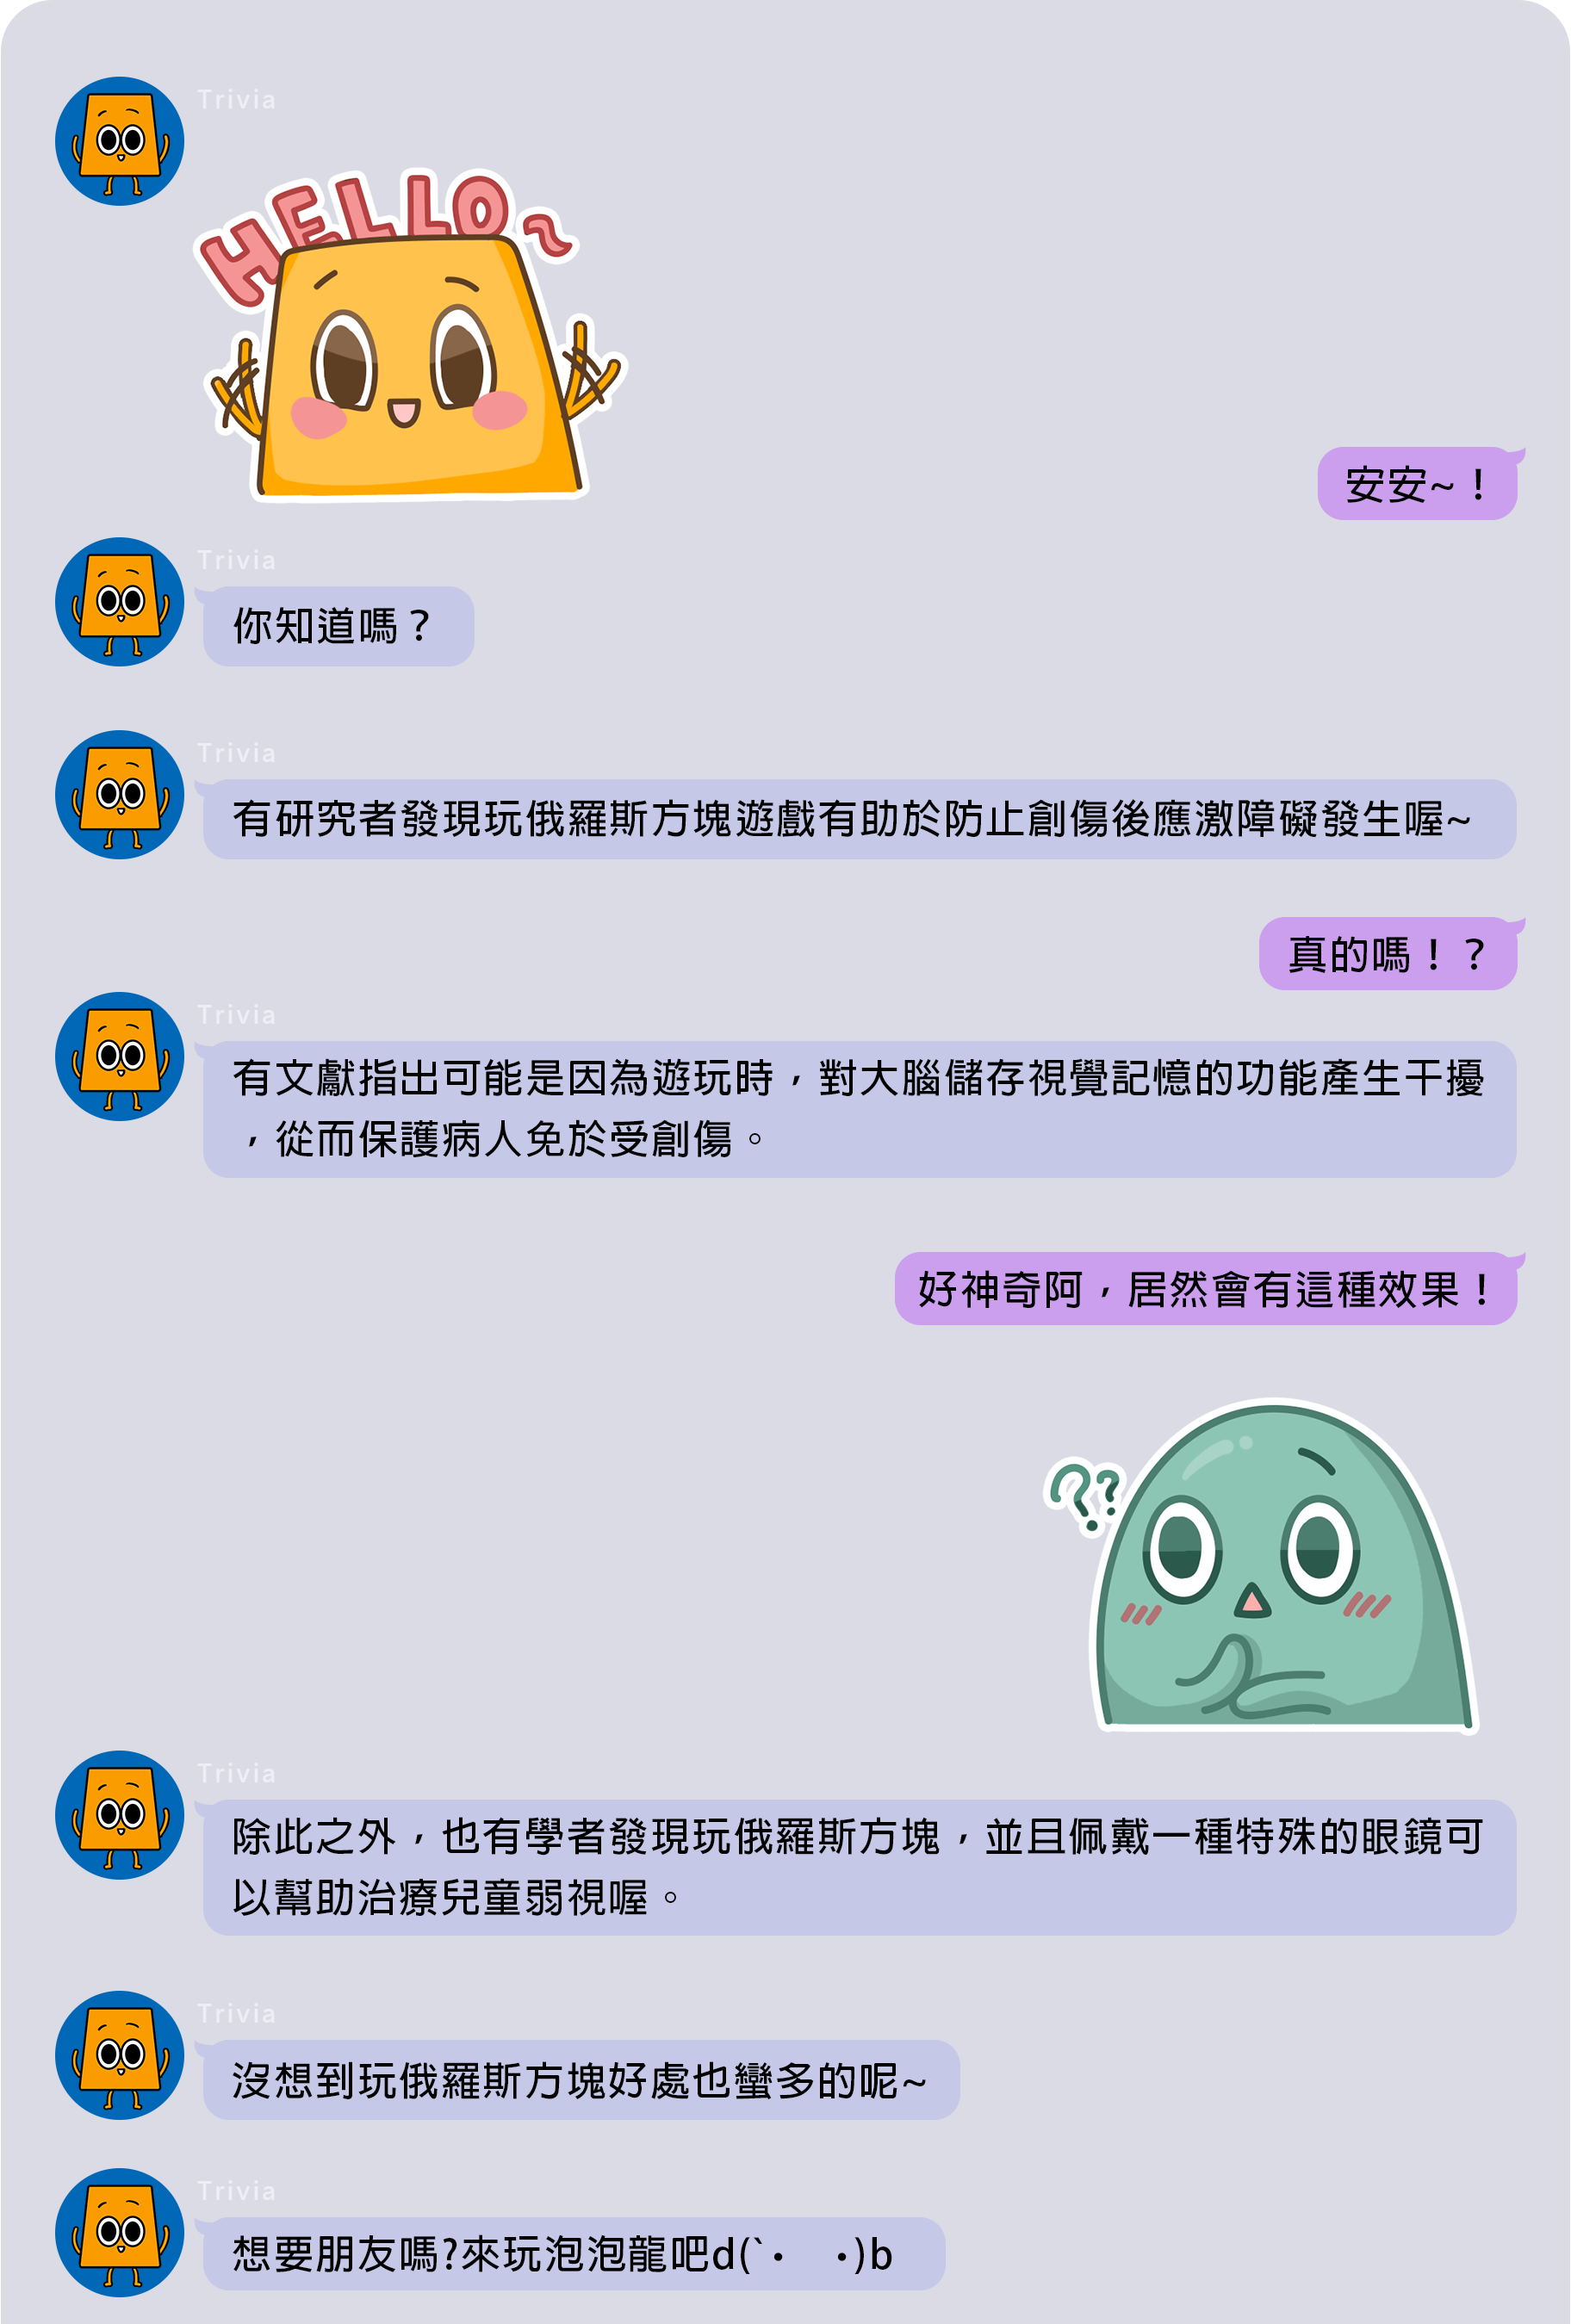 Trivia
HELLO~
安安~！
Trivia
你知道嗎？
Trivia
有研究者發現玩俄羅斯方塊遊戲有助於防止創傷後應激障礙發生喔~
真的嗎！？
Trivia
有文獻指出可能是因為遊玩時，對大腦儲存視覺記憶的功能產生干擾
，從而保護病人免於受創傷。
好神奇阿，居然會有這種效果！
??
Trivia
除此之外，也有學者發現玩俄羅斯方塊，並且佩戴一種特殊的眼鏡可
以幫助治療兒童弱視喔。
Trivia
沒想到玩俄羅斯方塊好處也蠻多的呢~
Trivia
想要朋友嗎?來玩泡泡龍吧d(`・　・)b